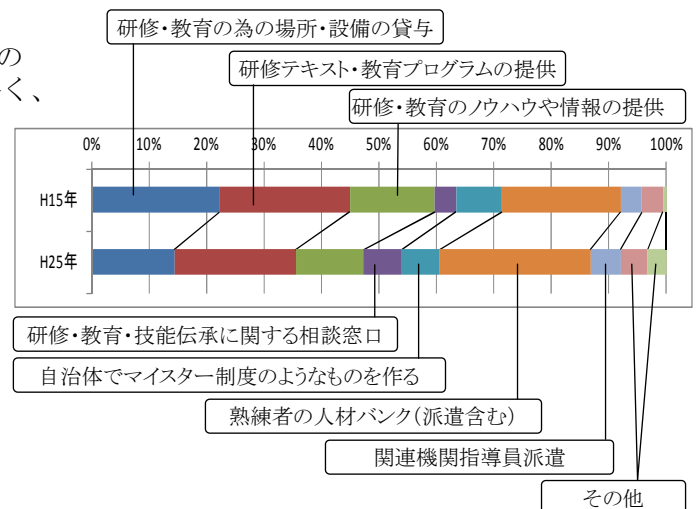 研修・教育の為の場所・設備の貸与
の
研修テキスト・教育プログラムの提供
く、
研修・教育のノウハウや情報の提供
0% 10% 20% 30% 40% 50% 60% 70% 80% 90% 100%
H15年
H25年
研修・教育・技能伝承に関する相談窓口
自治体でマイスター制度のようなものを作る
熟練者の人材バンク(派遣含む)
関連機関指導員派遣
その他